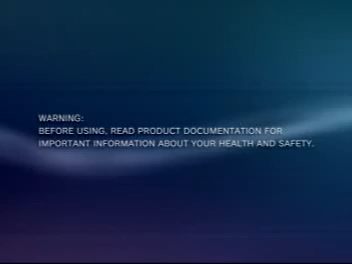 WARNING:
BEFORE USING, READ PRODUCT DOCUMENTATION FOR
IMPORTANT INFORMATION ABOUT YOUR HEALTH AND SAFETY.